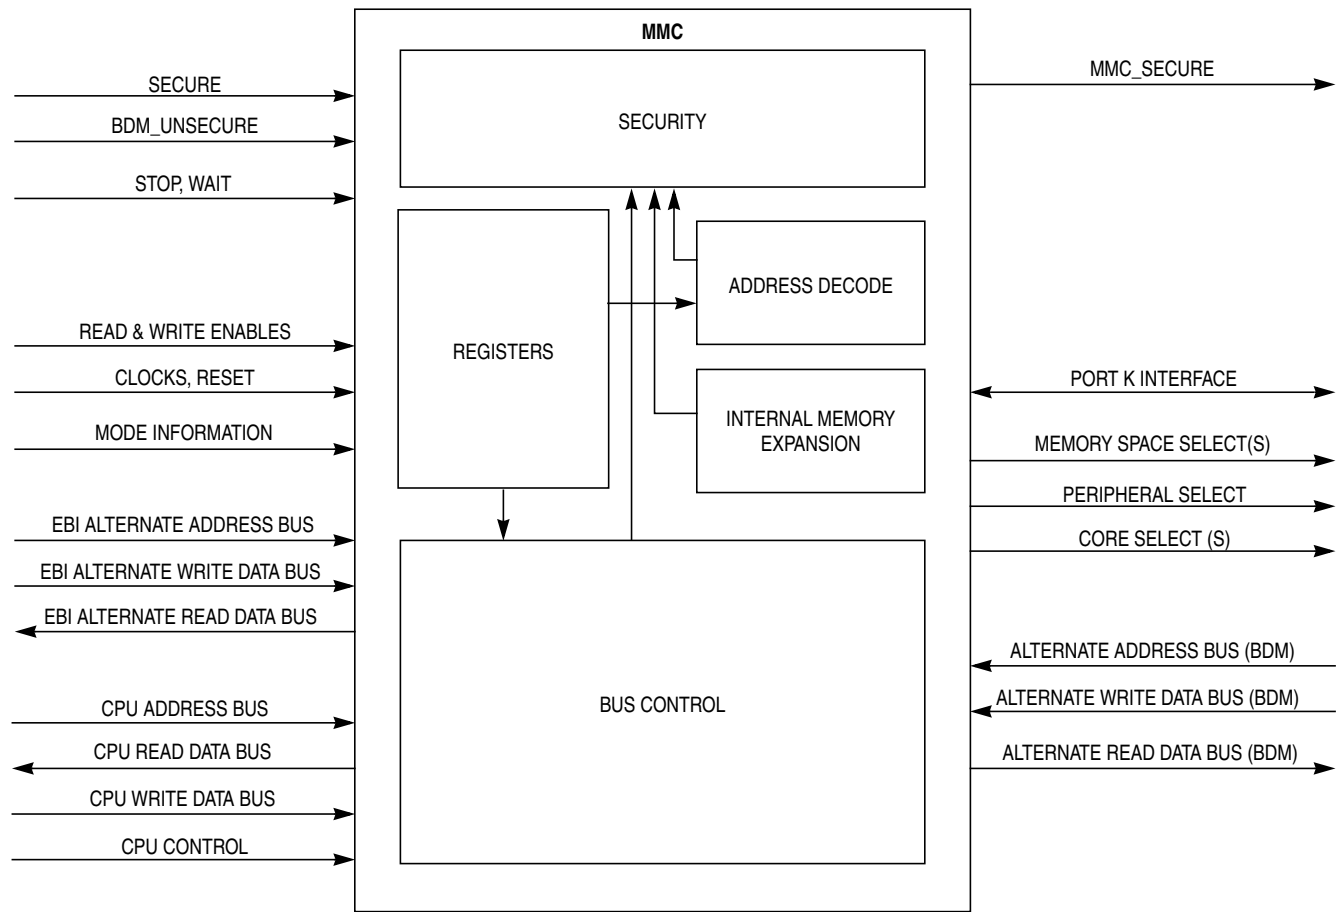 MMC
SECURE
BDM_UNSECURE
STOP, WAIT
READ & WRITE ENABLES
CLOCKS, RESET
MODE INFORMATION
EBI ALTERNATE ADDRESS BUS
EBI ALTERNATE WRITE DATA BUS
EBI ALTERNATE READ DATA BUS
CPU ADDRESS BUS
CPU READ DATA BUS
CPU WRITE DATA BUS
CPU CONTROL
SECURITY
REGISTERS
ADDRESS DECODE
INTERNAL MEMORY
EXPANSION
BUS CONTROL
MMC_SECURE
PORT K INTERFACE
MEMORY SPACE SELECT(S)
PERIPHERAL SELECT
CORE SELECT (S)
ALTERNATE ADDRESS BUS (BDM)
ALTERNATE WRITE DATA BUS (BDM)
ALTERNATE READ DATA BUS (BDM)